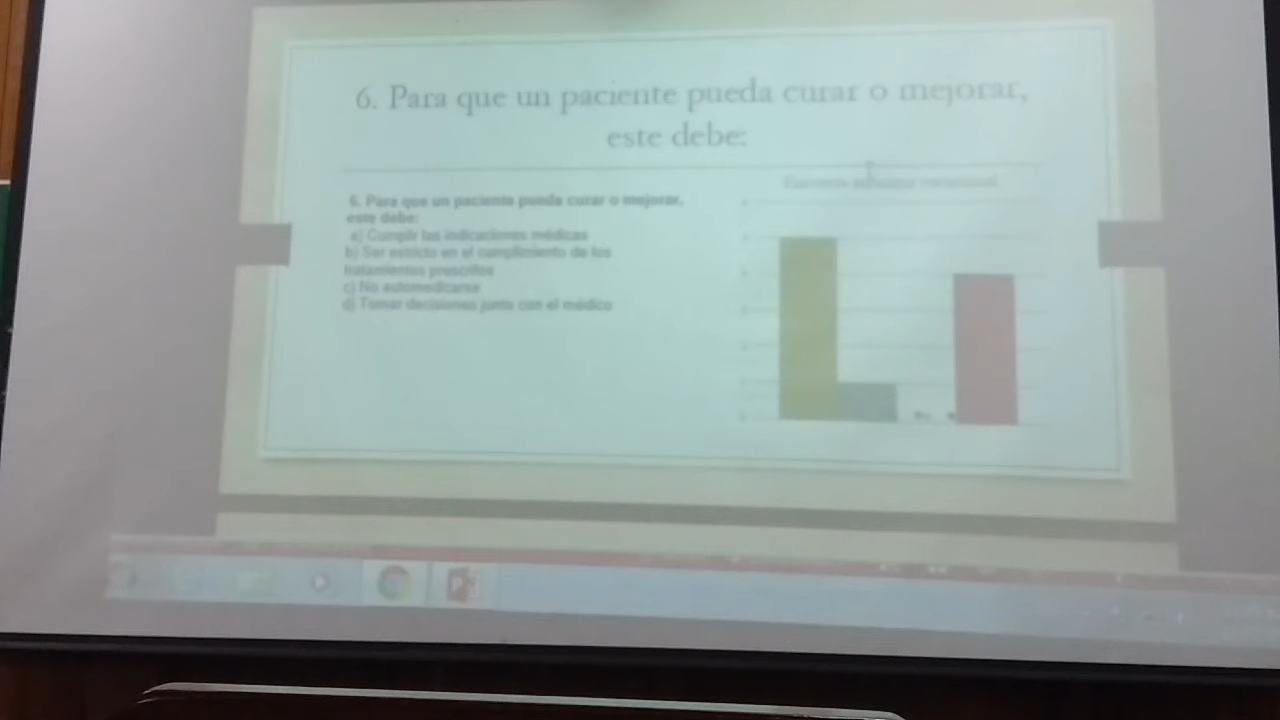 6. Para que un paciente pueda curar o mejorar,
este debe:
6. Para que un paciente pueda curar o mejorar,
este debe:
a) Cumplir las indicaciones médicas
b) Ser estricto en el cumplimiento de los
tratamientos prescritos
c) No automedicarse
d) Tomar decisiones junto con el médico